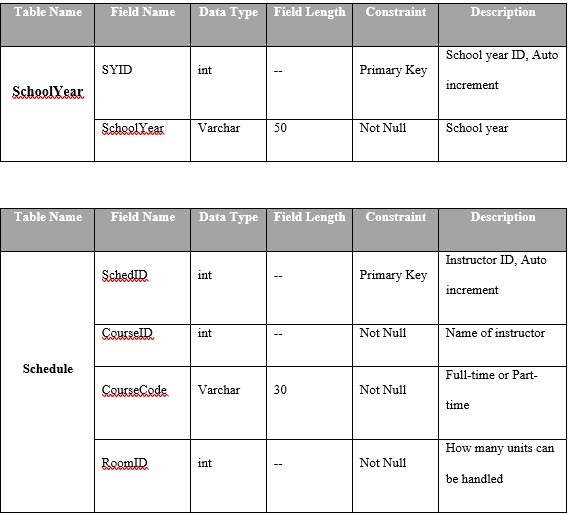 Table Name Field Name Data Type Field Length Constraint Description
SchoolYear SYID int -- Primary Key School year ID, Auto
increment
SchoolYear Varchar 50 Not Null School year
Table Name Field Name Data Type Field Length Constraint Description
Schedule SchedID int -- Primary Key Instructor ID, Auto
increment
CourseID int -- Not Null Name of instructor
CourseCode Varchar 30 Not Null Full-time or Part-
time
RoomID int -- Not Null How many units can
be handled